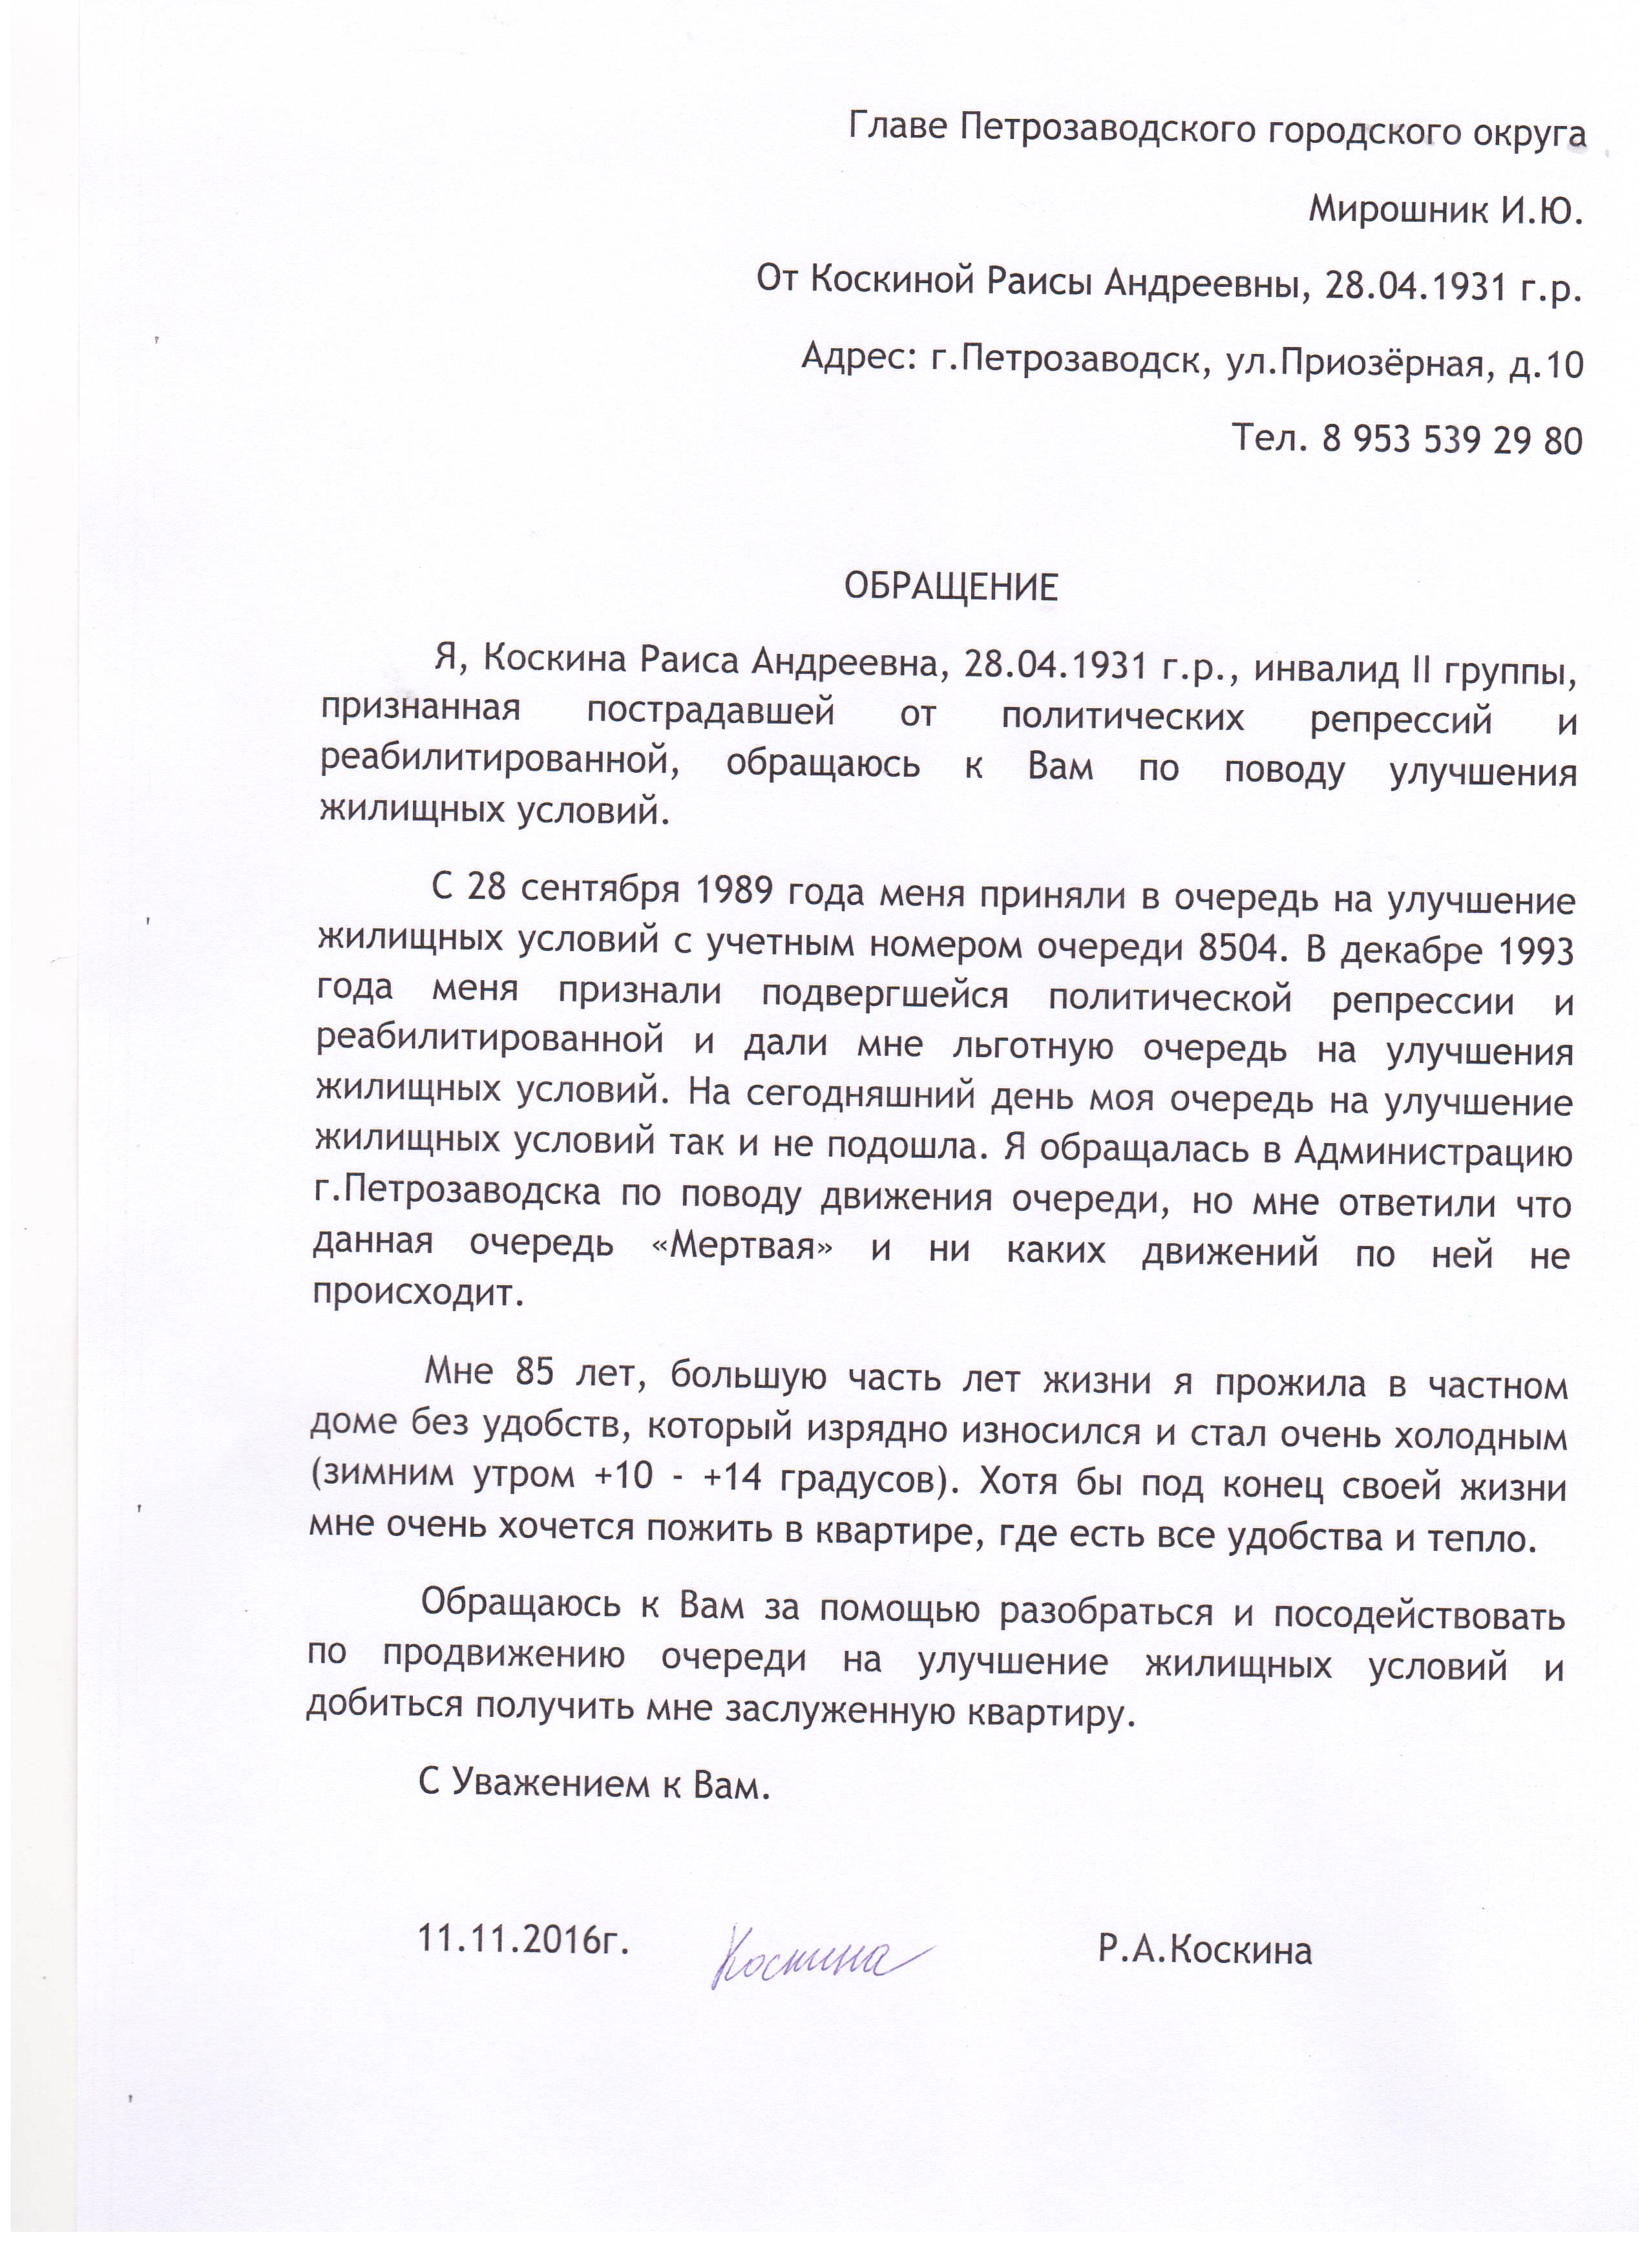 Главе Петрозаводского городского округа
Мирошник И.Ю.
От Коскиной Раисы Андреевны, 28.04.1931 г.р.
Адрес: г.Петрозаводск, ул.Приозёрная, д.10
Тел. 8 953 539 29 80
ОБРАЩЕНИЕ
Я, Коскина Раиса Андреевна, 28.04.1931 г.р., инвалид II группы,
признанная пострадавшей от политических репрессий и
реабилитированной, обращаюсь к Вам по поводу улучшения
жилищных условий.
С 28 сентября 1989 года меня приняли в очередь на улучшение
жилищных условий с учетным номером очереди 8504. В декабре 1993
года меня признали подвергшейся политической репрессии и
реабилитированной и дали мне льготную очередь на улучшения
жилищных условий. На сегодняшний день моя очередь на улучшение
жилищных условий так и не подошла. Я обращалась в Администрацию
г.Петрозаводска по поводу движения очереди, но мне ответили что
данная очередь «Мертвая» и ни каких движений по ней не
происходит.
Мне 85 лет, большую часть лет жизни я прожила в частном
доме без удобств, который изрядно износился и стал очень холодным
(зимним утром +10 - +14 градусов). Хотя бы под конец своей жизни
мне очень хочется пожить в квартире, где есть все удобства и тепло.
Обращаюсь к Вам за помощью разобраться и посодействовать
по продвижению очереди на улучшение жилищных условий и
добиться получить мне заслуженную квартиру.
С Уважением к Вам.
11.11.2016г. Коскина Р.А.Коскина